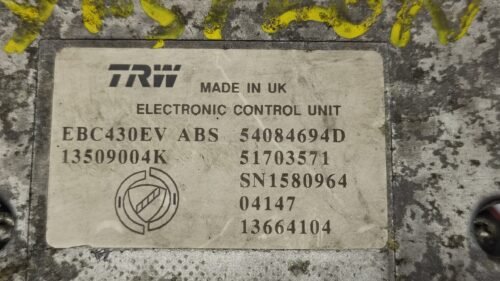 TRW
MADE IN UK
ELECTRONIC CONTROL UNIT
EBC430EV ABS 54084694D
13509004K 51703571
SN1580964
04147
13664104